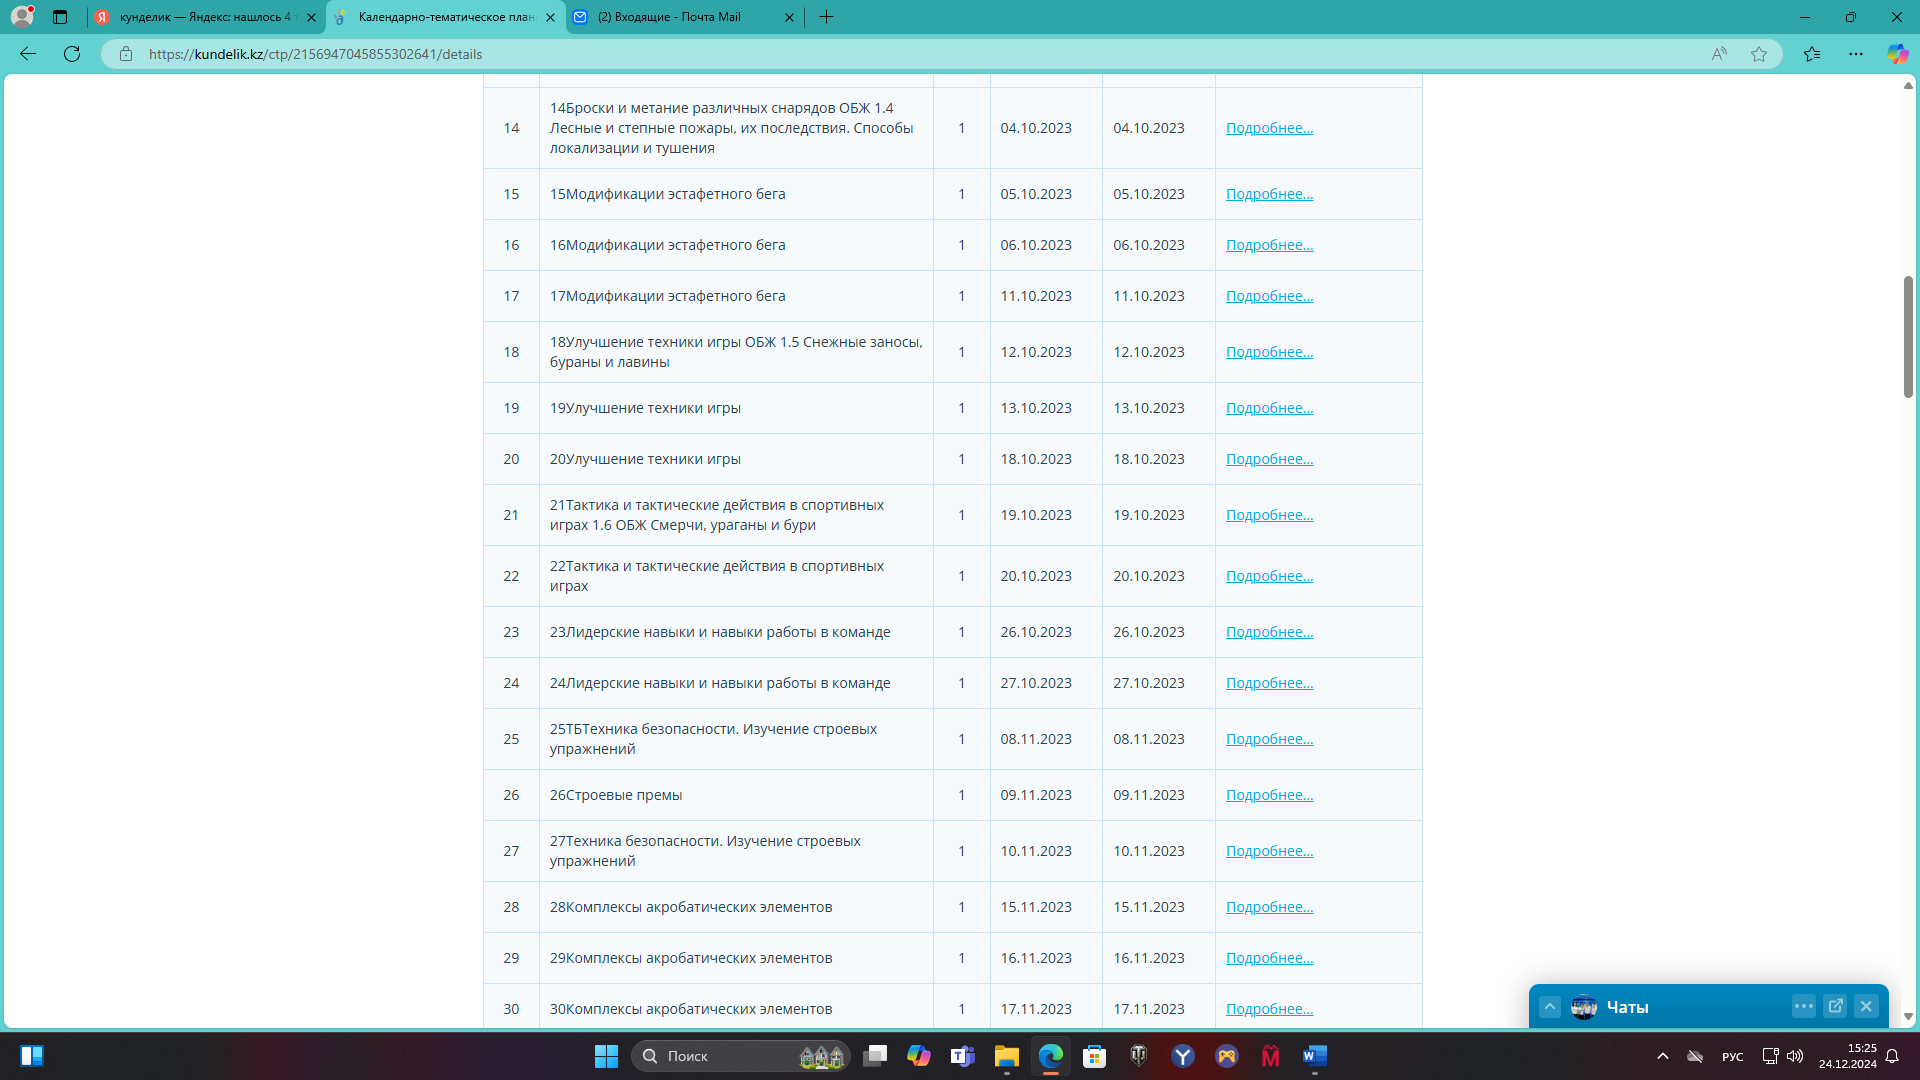 кунделик — Яндекс: нашлось 4 т
Календарно-тематическое план
(2) Входящие - Почта Mail
https://kundelik.kz/ctp/2156947045855302641/details
14 14Броски и метание различных снарядов ОБЖ 1.4 1 04.10.2023 04.10.2023 Подробнее...
Лесные и степные пожары, их последствия. Способы
локализации и тушения
15 15Модификации эстафетного бега 1 05.10.2023 05.10.2023 Подробнее...
16 16Модификации эстафетного бега 1 06.10.2023 06.10.2023 Подробнее...
17 17Модификации эстафетного бега 1 11.10.2023 11.10.2023 Подробнее...
18 18Улучшение техники игры ОБЖ 1.5 Снежные заносы, 1 12.10.2023 12.10.2023 Подробнее...
бураны и лавины
19 19Улучшение техники игры 1 13.10.2023 13.10.2023 Подробнее...
20 20Улучшение техники игры 1 18.10.2023 18.10.2023 Подробнее...
21 21Тактика и тактические действия в спортивных 1 19.10.2023 19.10.2023 Подробнее...
играх 1.6 ОБЖ Смерчи, ураганы и бури
22 22Тактика и тактические действия в спортивных 1 20.10.2023 20.10.2023 Подробнее...
играх
23 23Лидерские навыки и навыки работы в команде 1 26.10.2023 26.10.2023 Подробнее...
24 24Лидерские навыки и навыки работы в команде 1 27.10.2023 27.10.2023 Подробнее...
25 25ТБТехника безопасности. Изучение строевых 1 08.11.2023 08.11.2023 Подробнее...
упражнений
26 26Строевые премы 1 09.11.2023 09.11.2023 Подробнее...
27 27Техника безопасности. Изучение строевых 1 10.11.2023 10.11.2023 Подробнее...
упражнений
28 28Комплексы акробатических элементов 1 15.11.2023 15.11.2023 Подробнее...
29 29Комплексы акробатических элементов 1 16.11.2023 16.11.2023 Подробнее...
30 30Комплексы акробатических элементов 1 17.11.2023 17.11.2023 Подробнее...
Чаты
Поиск
РУС
15:25
24.12.2024